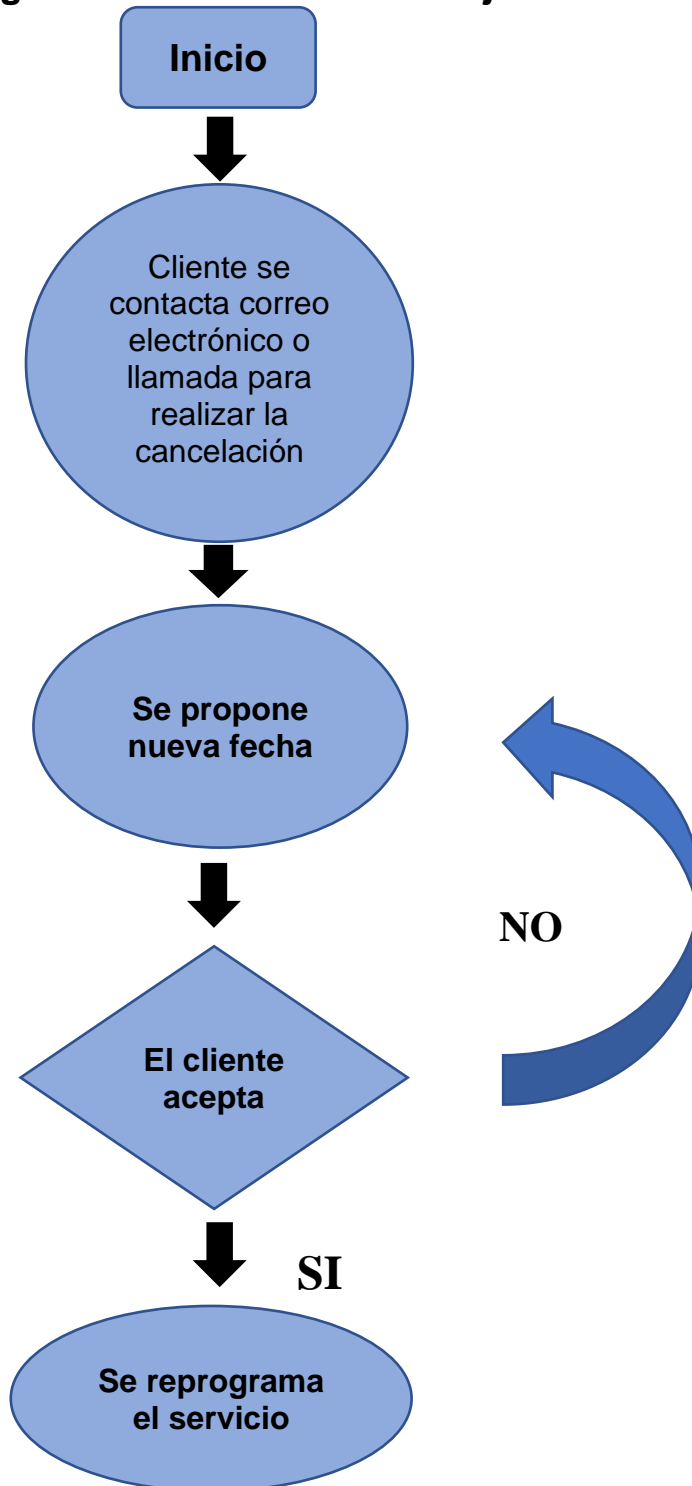 Inicio
Cliente se
contacta correo
electrónico o
llamada para
realizar la
cancelación
Se propone
nueva fecha
NO
El cliente
acepta
SI
Se reprograma
el servicio